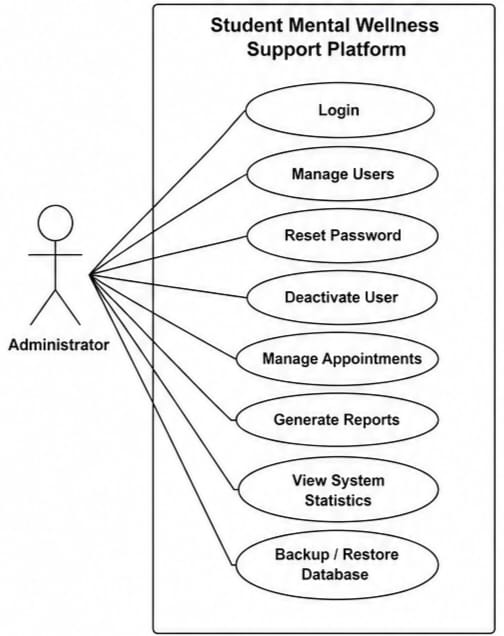 Student Mental Wellness
Support Platform
Login
Manage Users
Reset Password
Deactivate User
Administrator
Manage Appointments
Generate Reports
View System
Statistics
Backup / Restore
Database